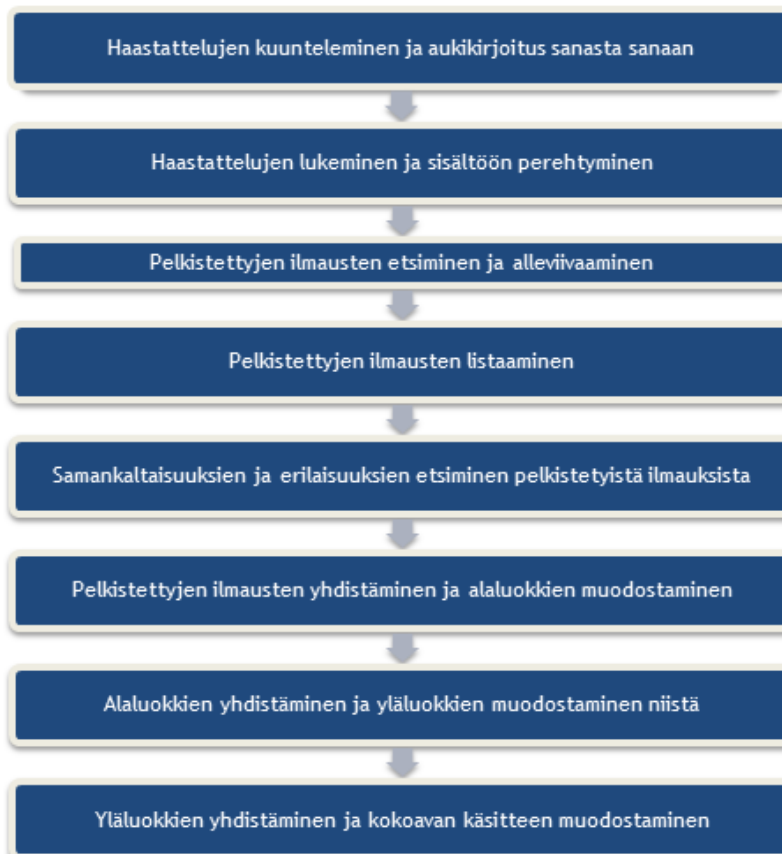 Haastattelujen kuunteleminen ja aukikirjoitus sanasta sanaan
Haastattelujen lukeminen ja sisältöön perehtyminen
Pelkistettyjen ilmausten etsiminen ja alleviivaaminen
Pelkistettyjen ilmausten listaaminen
Samankaltaisuuksien ja erilaisuuksien etsiminen pelkistetyistä ilmauksista
Pelkistettyjen ilmausten yhdistäminen ja alaluokkien muodostaminen
Alaluokkien yhdistäminen ja yläluokkien muodostaminen niistä
Yläluokkien yhdistäminen ja kokoavan käsitteen muodostaminen